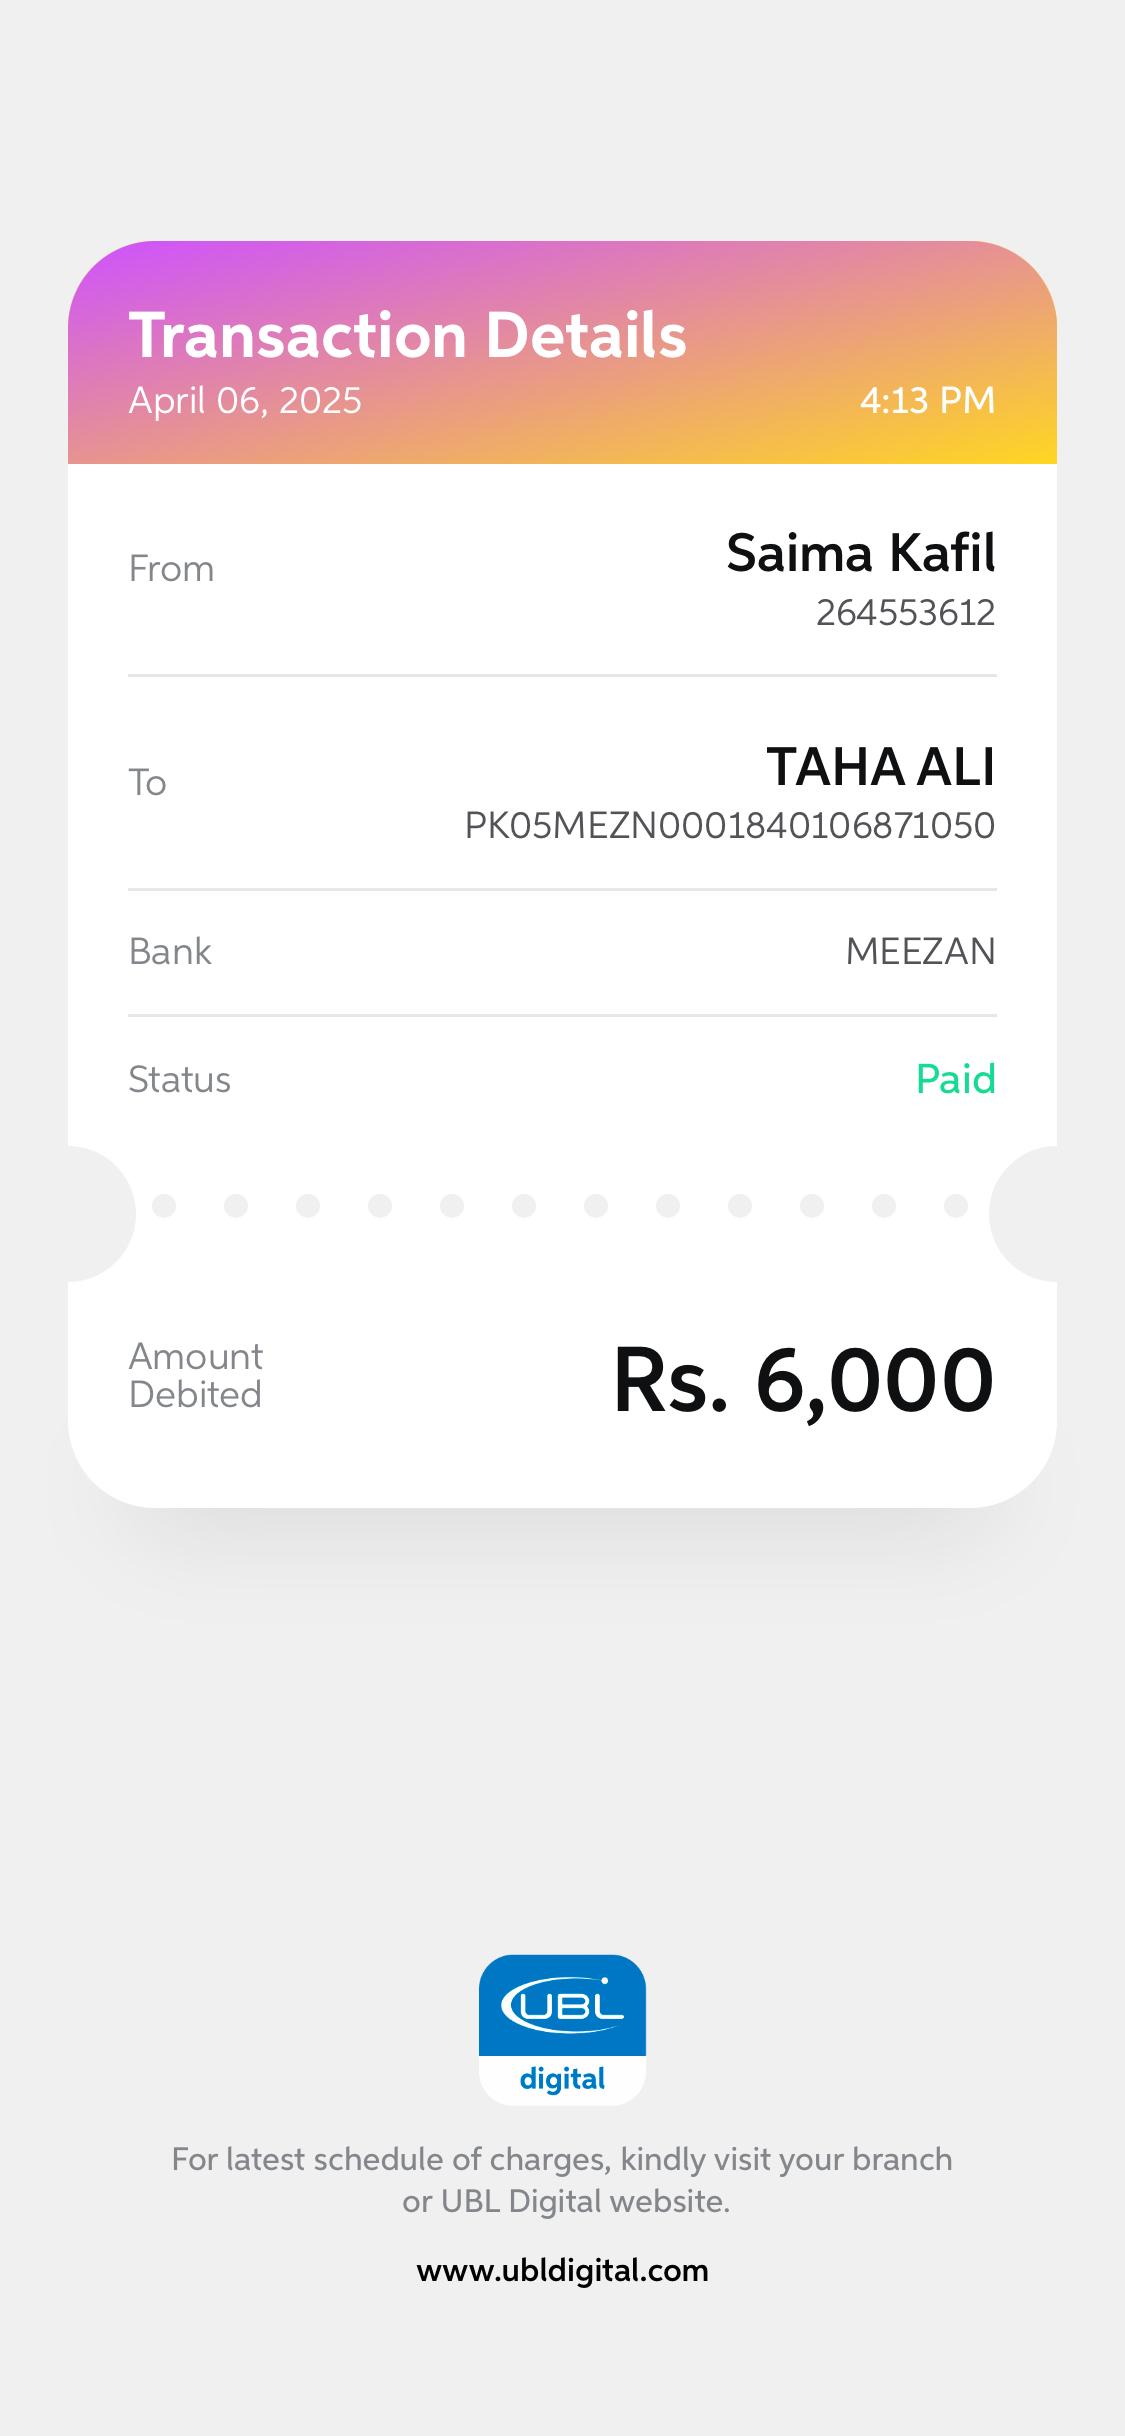 Transaction Details
April 06, 2025 4:13 PM
From Saima Kafil
264553612
To TAHA ALI
PK05MEZN0001840106871050
Bank MEEZAN
Status Paid
Amount
Debited Rs. 6,000
UBL
digital
For latest schedule of charges, kindly visit your branch
or UBL Digital website.
www.ubldigital.com